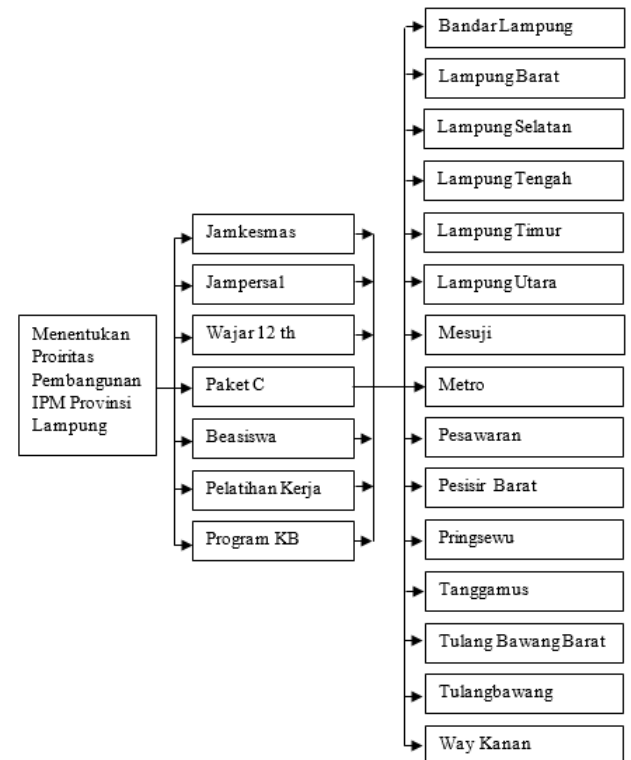 Menentukan
Proiritas
Pembangunan
IPM Provinsi
Lampung
Jamkesmas
Jampersal
Wajar 12 th
Paket C
Beasiswa
Pelatihan Kerja
Program KB
Bandar Lampung
Lampung Barat
Lampung Selatan
Lampung Tengah
Lampung Timur
Lampung Utara
Mesuji
Metro
Pesawaran
Pesisir Barat
Pringsewu
Tanggamus
Tulang Bawang Barat
Tulangbawang
Way Kanan